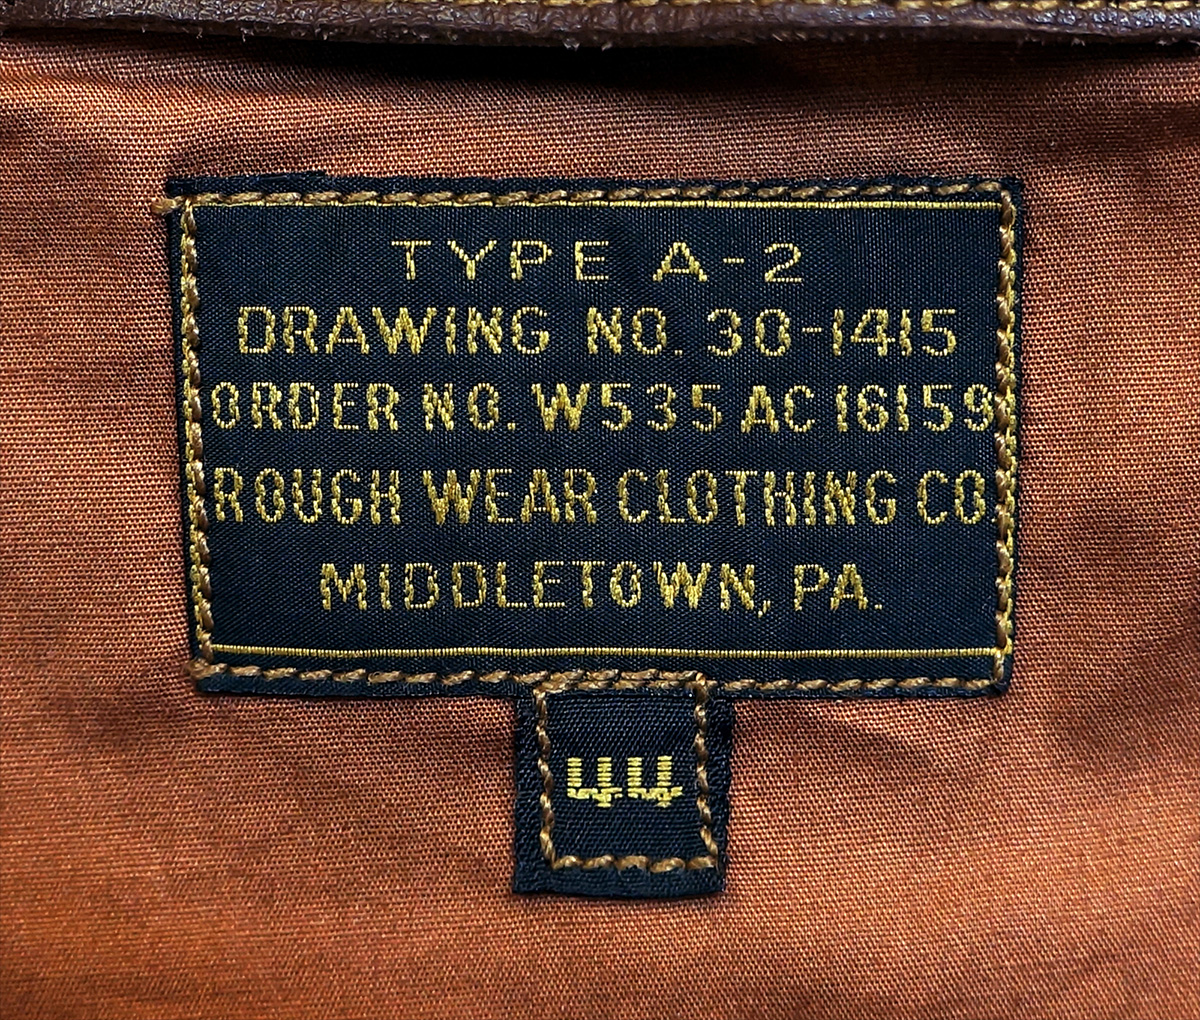 TYPE A-2
DRAWING NO. 30-1415
ORDER NO. W535 AC 16159
ROUGH WEAR CLOTHING CO.
MIDDLETOWN, PA.
44